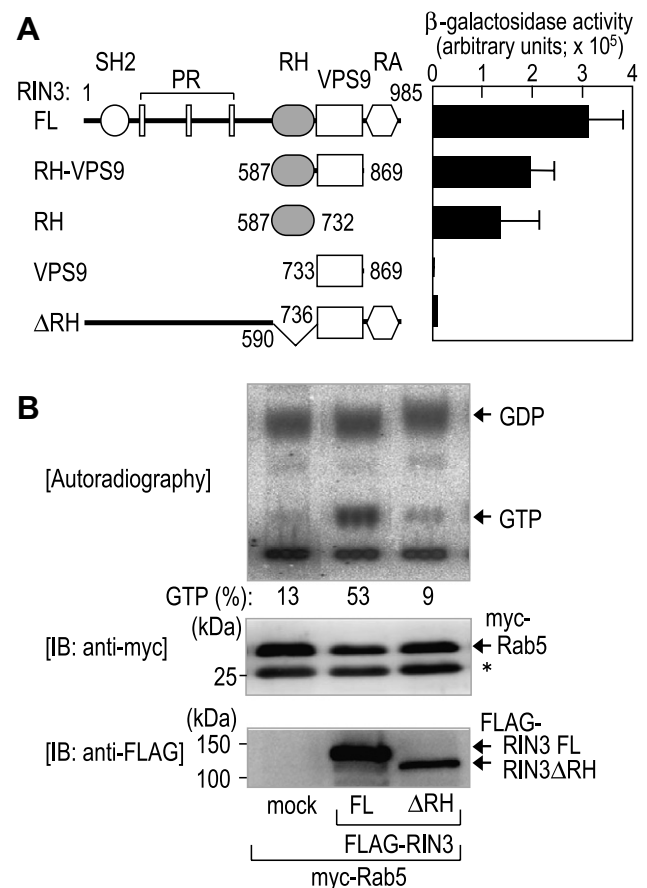 A
β-galactosidase activity
(arbitrary units; x 10⁵)
0 1 2 3 4
SH2 PR RH VPS9 RA
RIN3: 1 985
FL
RH-VPS9 587 869
RH 587 732
VPS9 733 869
ΔRH 590 736
B
[Autoradiography]
GDP
GTP
GTP (%): 13 53 9
(kDa)
[IB: anti-myc]
25
myc-
Rab5
*
(kDa)
[IB: anti-FLAG]
150
100
FLAG-
RIN3 FL
RIN3ΔRH
mock FL ΔRH
FLAG-RIN3
myc-Rab5